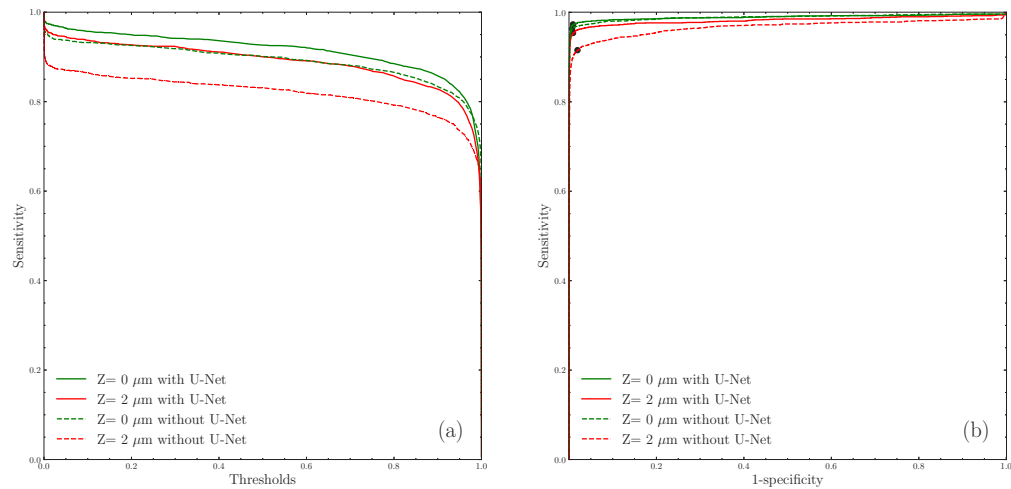 1.0
0.8
0.6
0.4
0.2
0.0
Sensitivity
Z= 0 μm with U-Net
Z= 2 μm with U-Net
Z= 0 μm without U-Net
Z= 2 μm without U-Net
(a)
0.0 0.2 0.4 0.6 0.8 1.0
Thresholds
1.0
0.8
0.6
0.4
0.2
0.0
Sensitivity
Z= 0 μm with U-Net
Z= 2 μm with U-Net
Z= 0 μm without U-Net
Z= 2 μm without U-Net
(b)
0.2 0.4 0.6 0.8 1.0
1-specificity